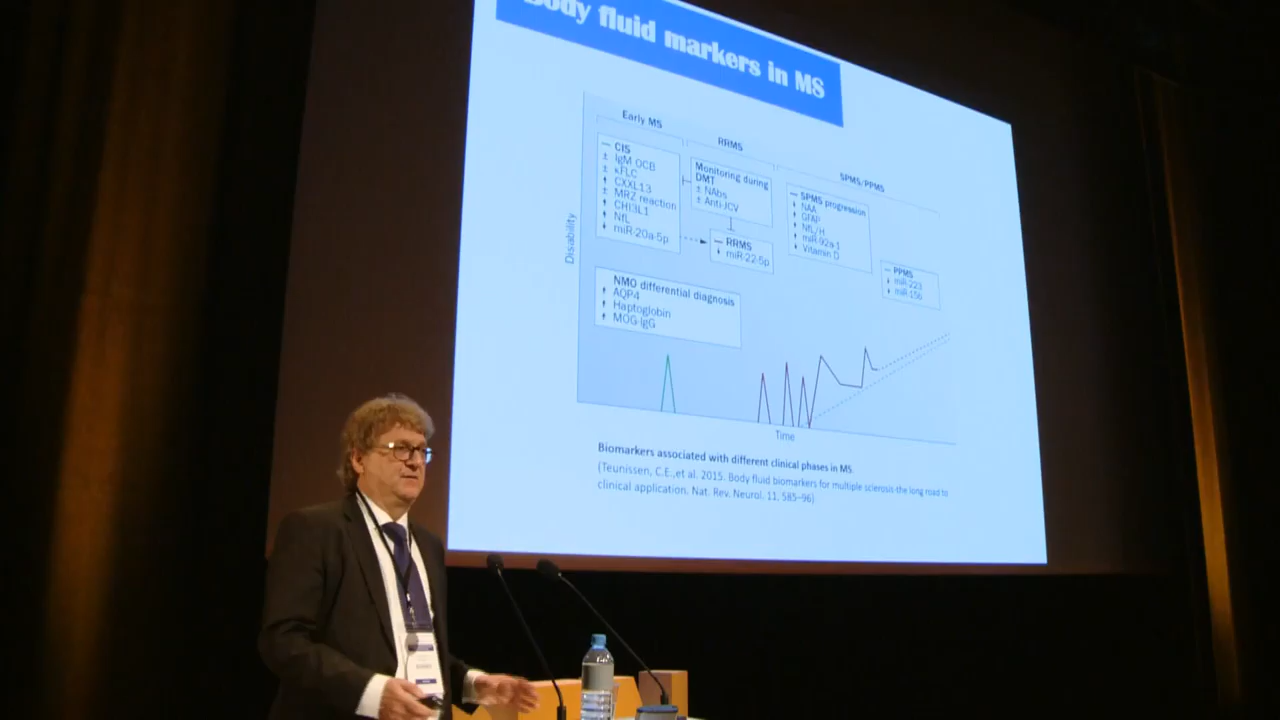 Body fluid markers in MS
Early MS
RRMS
SPMS/PPMS
— CIS
± IgM OCB
± κFLC
↑ CXXL13
± MRZ reaction
↑ CHI3L1
↑ NfL
↓ miR-20a-5p
Monitoring during
DMT
± NAbs
± Anti-JCV
— RRMS
↓ miR-22-5p
— SPMS progression
↓ NAA
↑ GFAP
↑ NfL/H
↑ miR-92a-1
↓ Vitamin D
— PPMS
↓ miR-223
↓ miR-15b
NMO differential diagnosis
↑ AQP4
↑ Haptoglobin
↑ MOG-IgG
Disability
Time
Biomarkers associated with different clinical phases in MS
(Teunissen, C.E.,et al. 2015. Body fluid biomarkers for multiple sclerosis-the long road to
clinical application. Nat. Rev. Neurol. 11, 585–96)